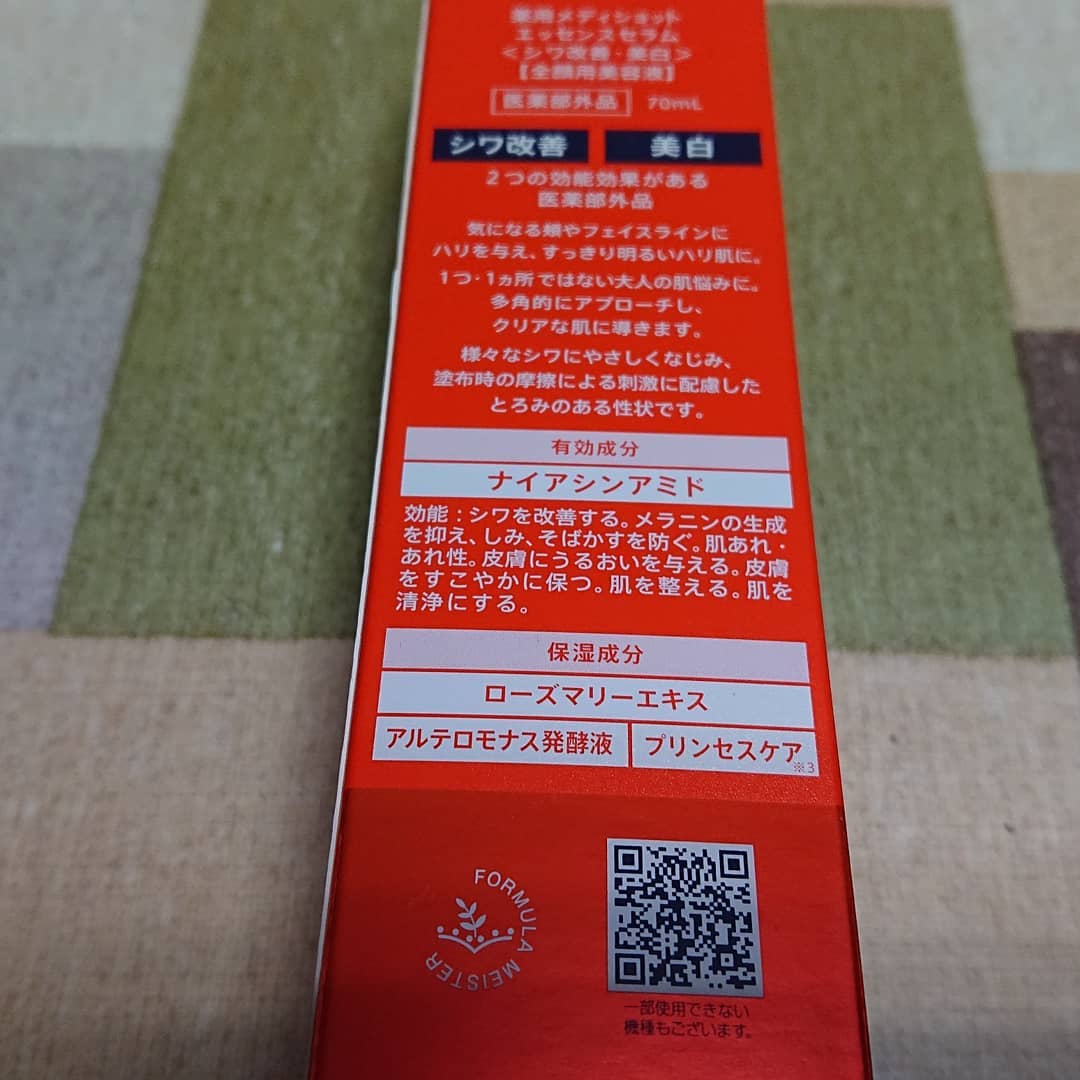 薬用メディショット
エッセンスセラム
<シワ改善・美白>
【全顔用美容液】
医薬部外品 70mL
シワ改善 美白
2つの効能効果がある
医薬部外品
気になる頬やフェイスラインに
ハリを与え、すっきり明るいハリ肌に。
1つ・1ヵ所ではない大人の肌悩みに。
多角的にアプローチし、
クリアな肌に導きます。
様々なシワにやさしくなじみ、
塗布時の摩擦による刺激に配慮した
とろみのある性状です。
有効成分
ナイアシンアミド
効能:シワを改善する。メラニンの生成
を抑え、しみ、そばかすを防ぐ。肌あれ・
あれ性。皮膚にうるおいを与える。皮膚
をすこやかに保つ。肌を整える。肌を
清浄にする。
保湿成分
ローズマリーエキス
アルテロモナス発酵液 プリンセスケア※3
FORMULA MEISTER
一部使用できない
機種もございます。